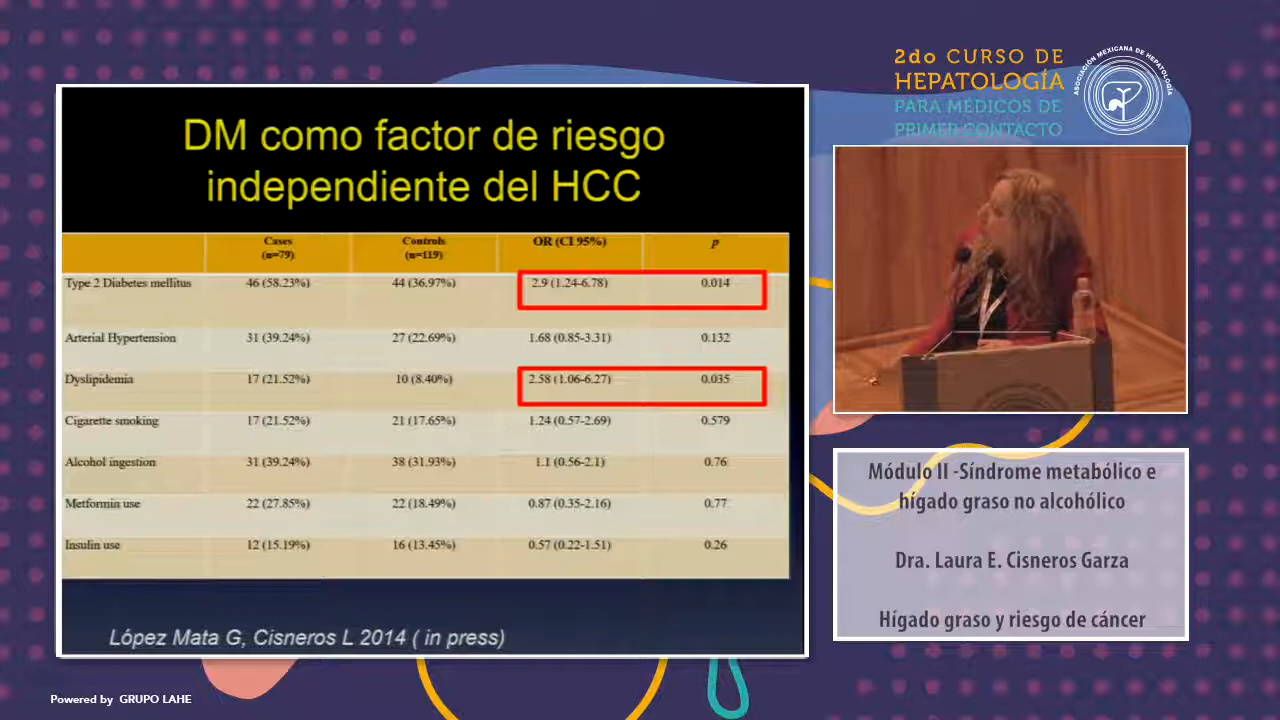 2do CURSO DE
HEPATOLOGÍA
PARA MÉDICOS DE
PRIMER CONTACTO
ASOCIACIÓN MEXICANA DE HEPATOLOGÍA
DM como factor de riesgo
independiente del HCC
Cases (n=79) Controls (n=119) OR (CI 95%) p
Type 2 Diabetes mellitus 46 (58.23%) 44 (36.97%) 2.9 (1.24-6.78) 0.014
Arterial Hypertension 31 (39.24%) 27 (22.69%) 1.68 (0.85-3.31) 0.132
Dyslipidemia 17 (21.52%) 10 (8.40%) 2.58 (1.06-6.27) 0.035
Cigarette smoking 17 (21.52%) 21 (17.65%) 1.24 (0.57-2.69) 0.579
Alcohol ingestion 31 (39.24%) 38 (31.93%) 1.1 (0.56-2.1) 0.76
Metformin use 22 (27.85%) 22 (18.49%) 0.87 (0.35-2.16) 0.77
Insulin use 12 (15.19%) 16 (13.45%) 0.57 (0.22-1.51) 0.26
López Mata G, Cisneros L 2014 ( in press)
Módulo II -Síndrome metabólico e
hígado graso no alcohólico
Dra. Laura E. Cisneros Garza
Hígado graso y riesgo de cáncer
Powered by GRUPO LAHE